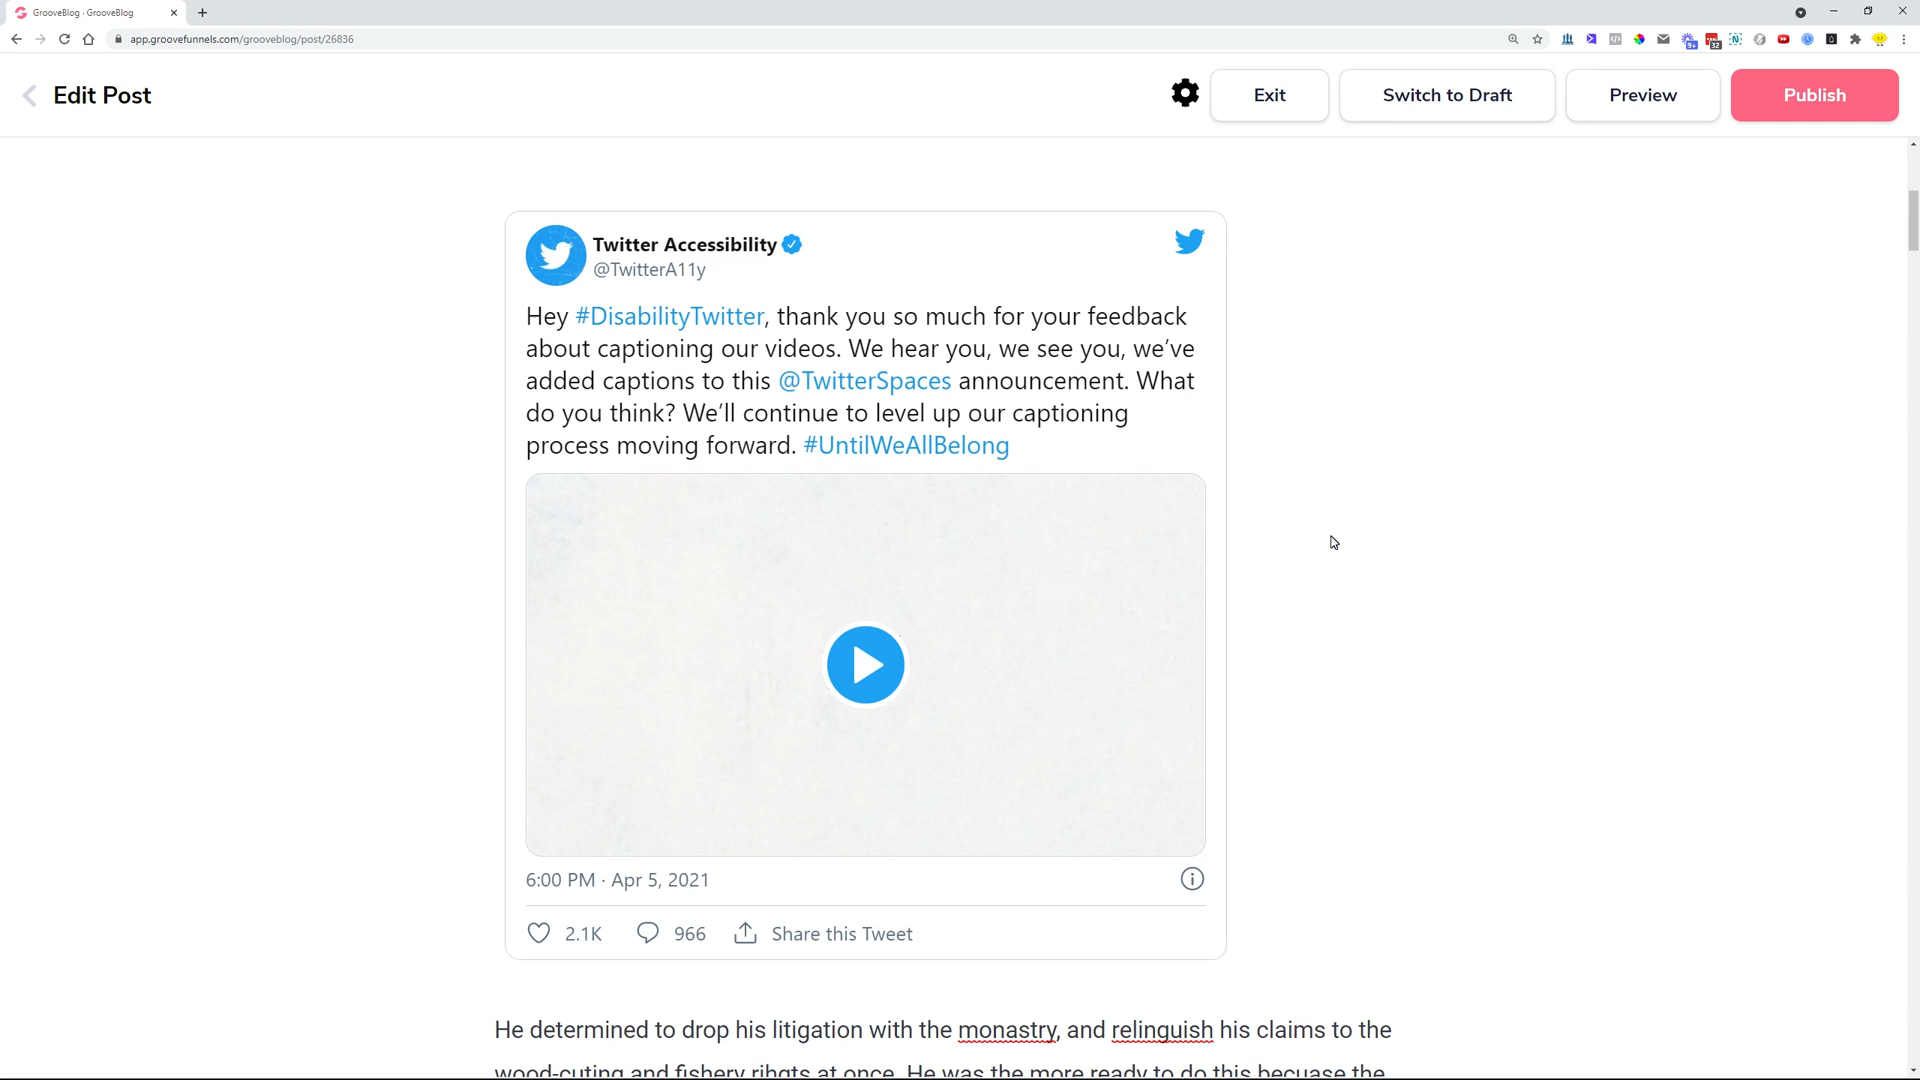 GrooveBlog - GrooveBlog
app.groovefunnels.com/grooveblog/post/26836
9+
32
Edit Post
Exit
Switch to Draft
Preview
Publish
Twitter Accessibility
@TwitterA11y
Hey #DisabilityTwitter, thank you so much for your feedback
about captioning our videos. We hear you, we see you, we’ve
added captions to this @TwitterSpaces announcement. What
do you think? We’ll continue to level up our captioning
process moving forward. #UntilWeAllBelong
6:00 PM · Apr 5, 2021
2.1K
966
Share this Tweet
He determined to drop his litigation with the monastry, and relinguish his claims to the
wood-cuting and fishery rihgts at once. He was the more ready to do this becuase the